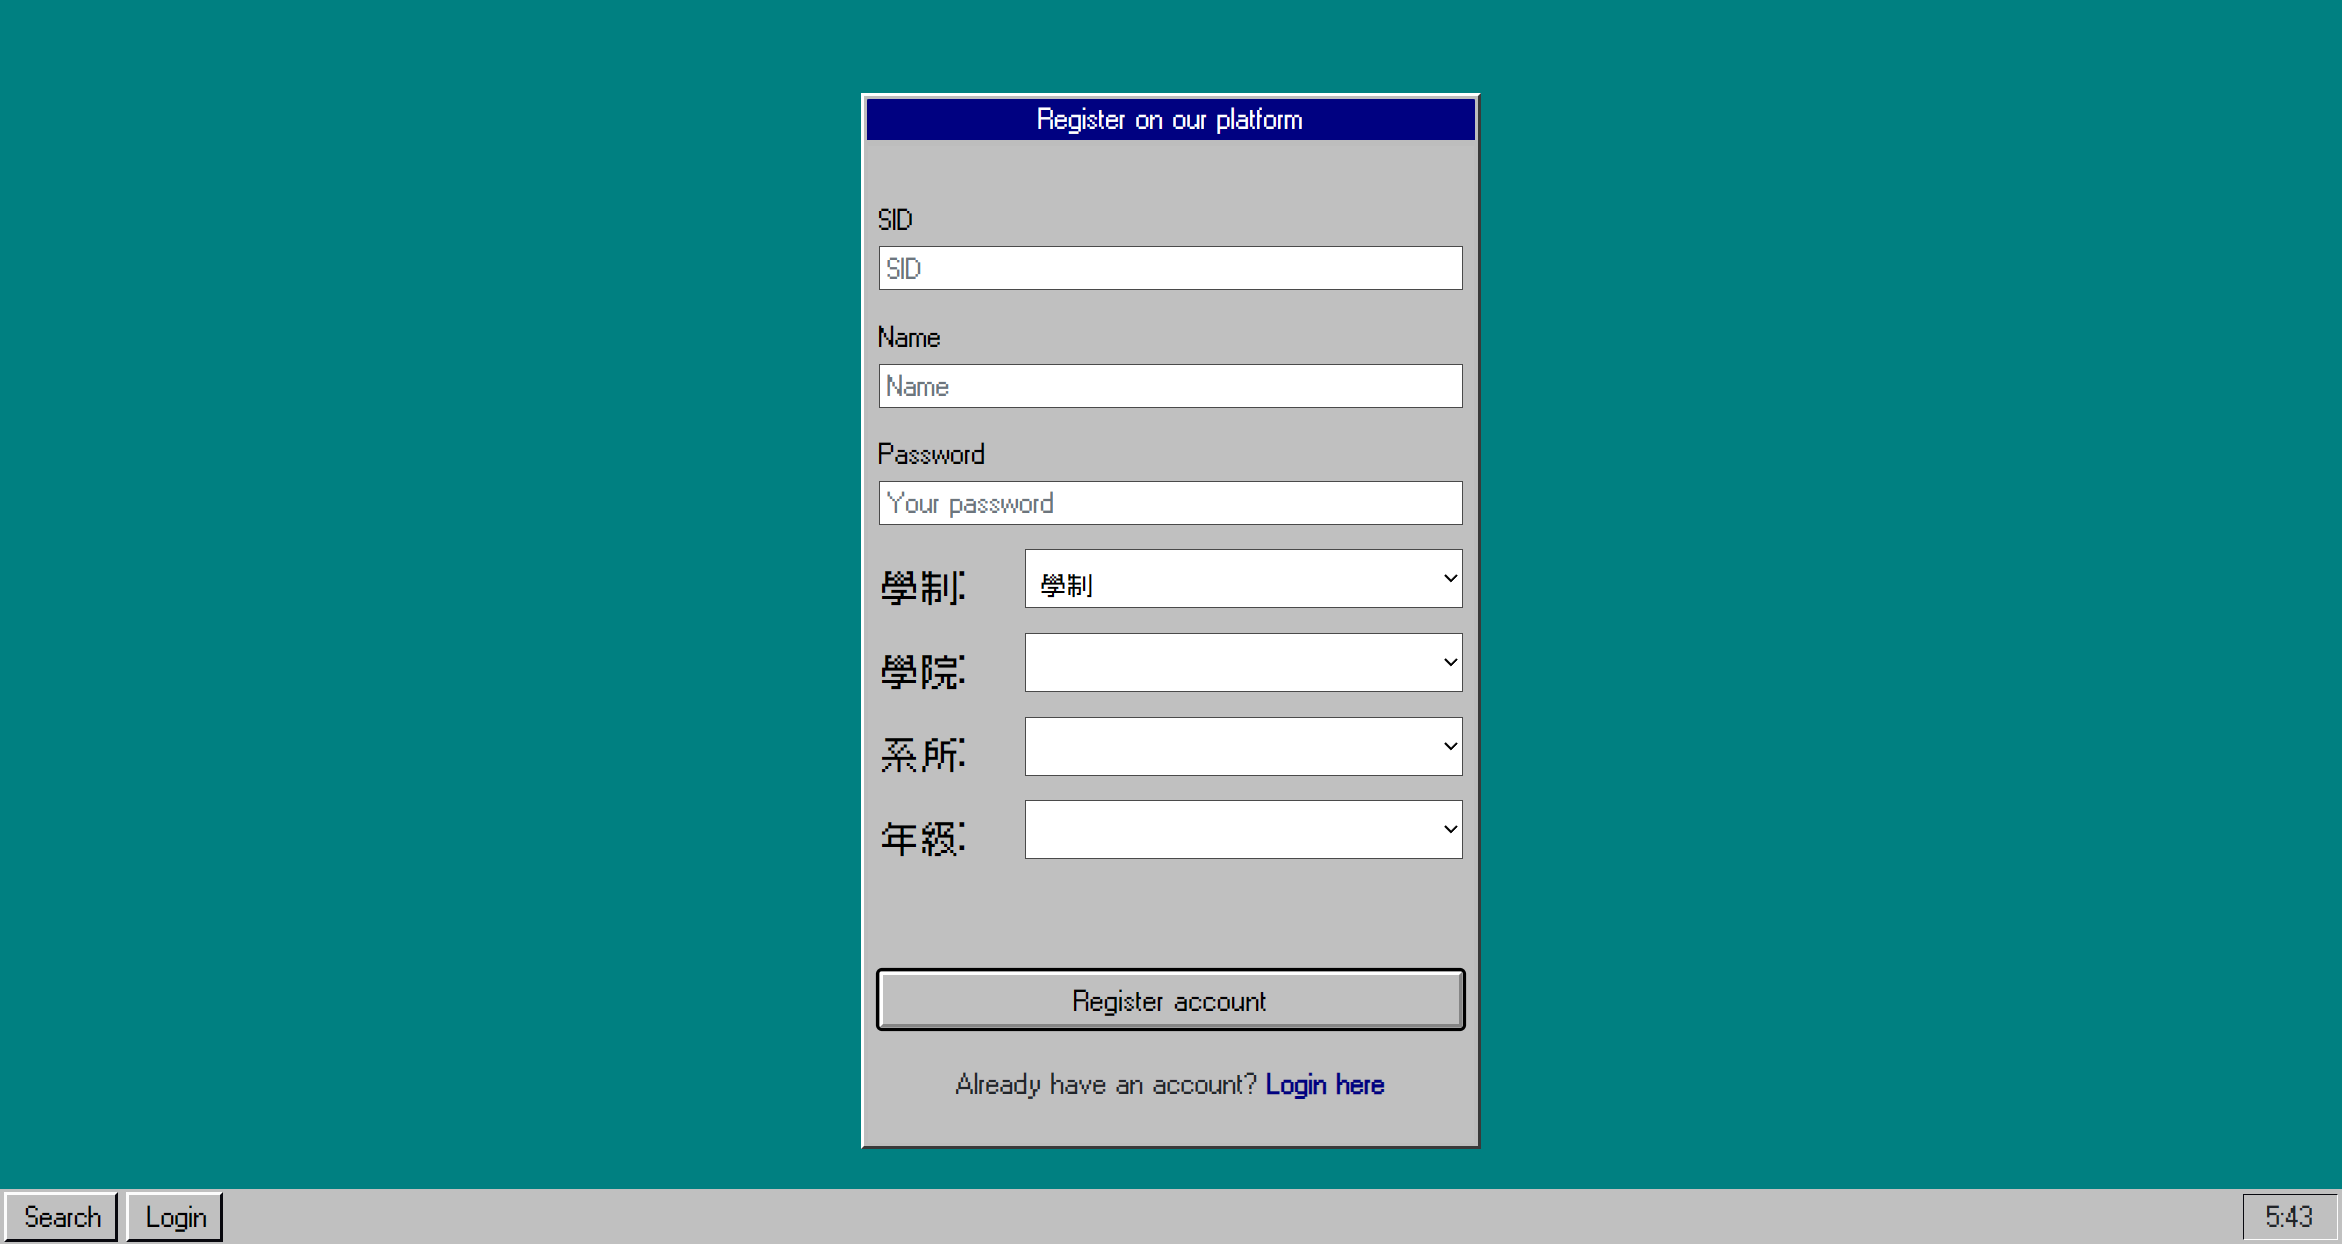 Register on our platform
SID
SID
Name
Name
Password
Your password
學制: 學制
學院:
系所:
年級:
Register account
Already have an account? Login here
Search Login 5:43